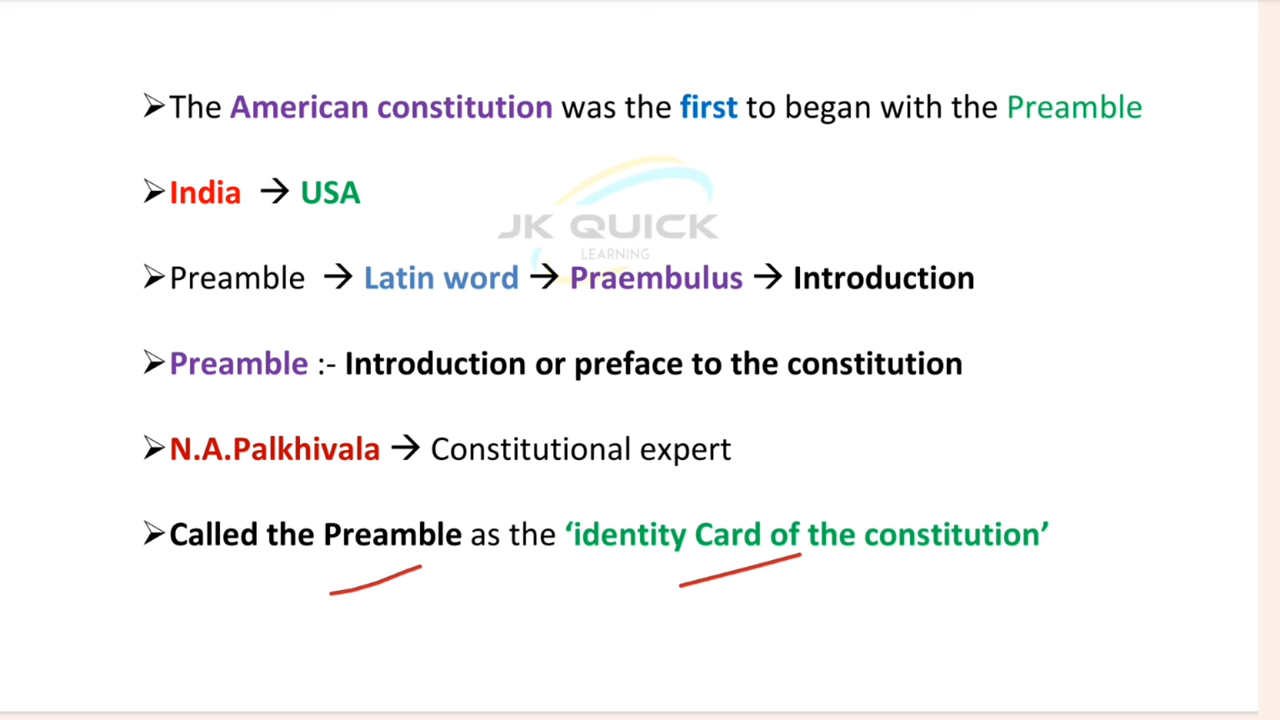 ➢The American constitution was the first to began with the Preamble
➢India → USA
JK QUICK
LEARNING
➢Preamble → Latin word → Praembulus → Introduction
➢Preamble :- Introduction or preface to the constitution
➢N.A.Palkhivala → Constitutional expert
➢Called the Preamble as the ‘identity Card of the constitution’